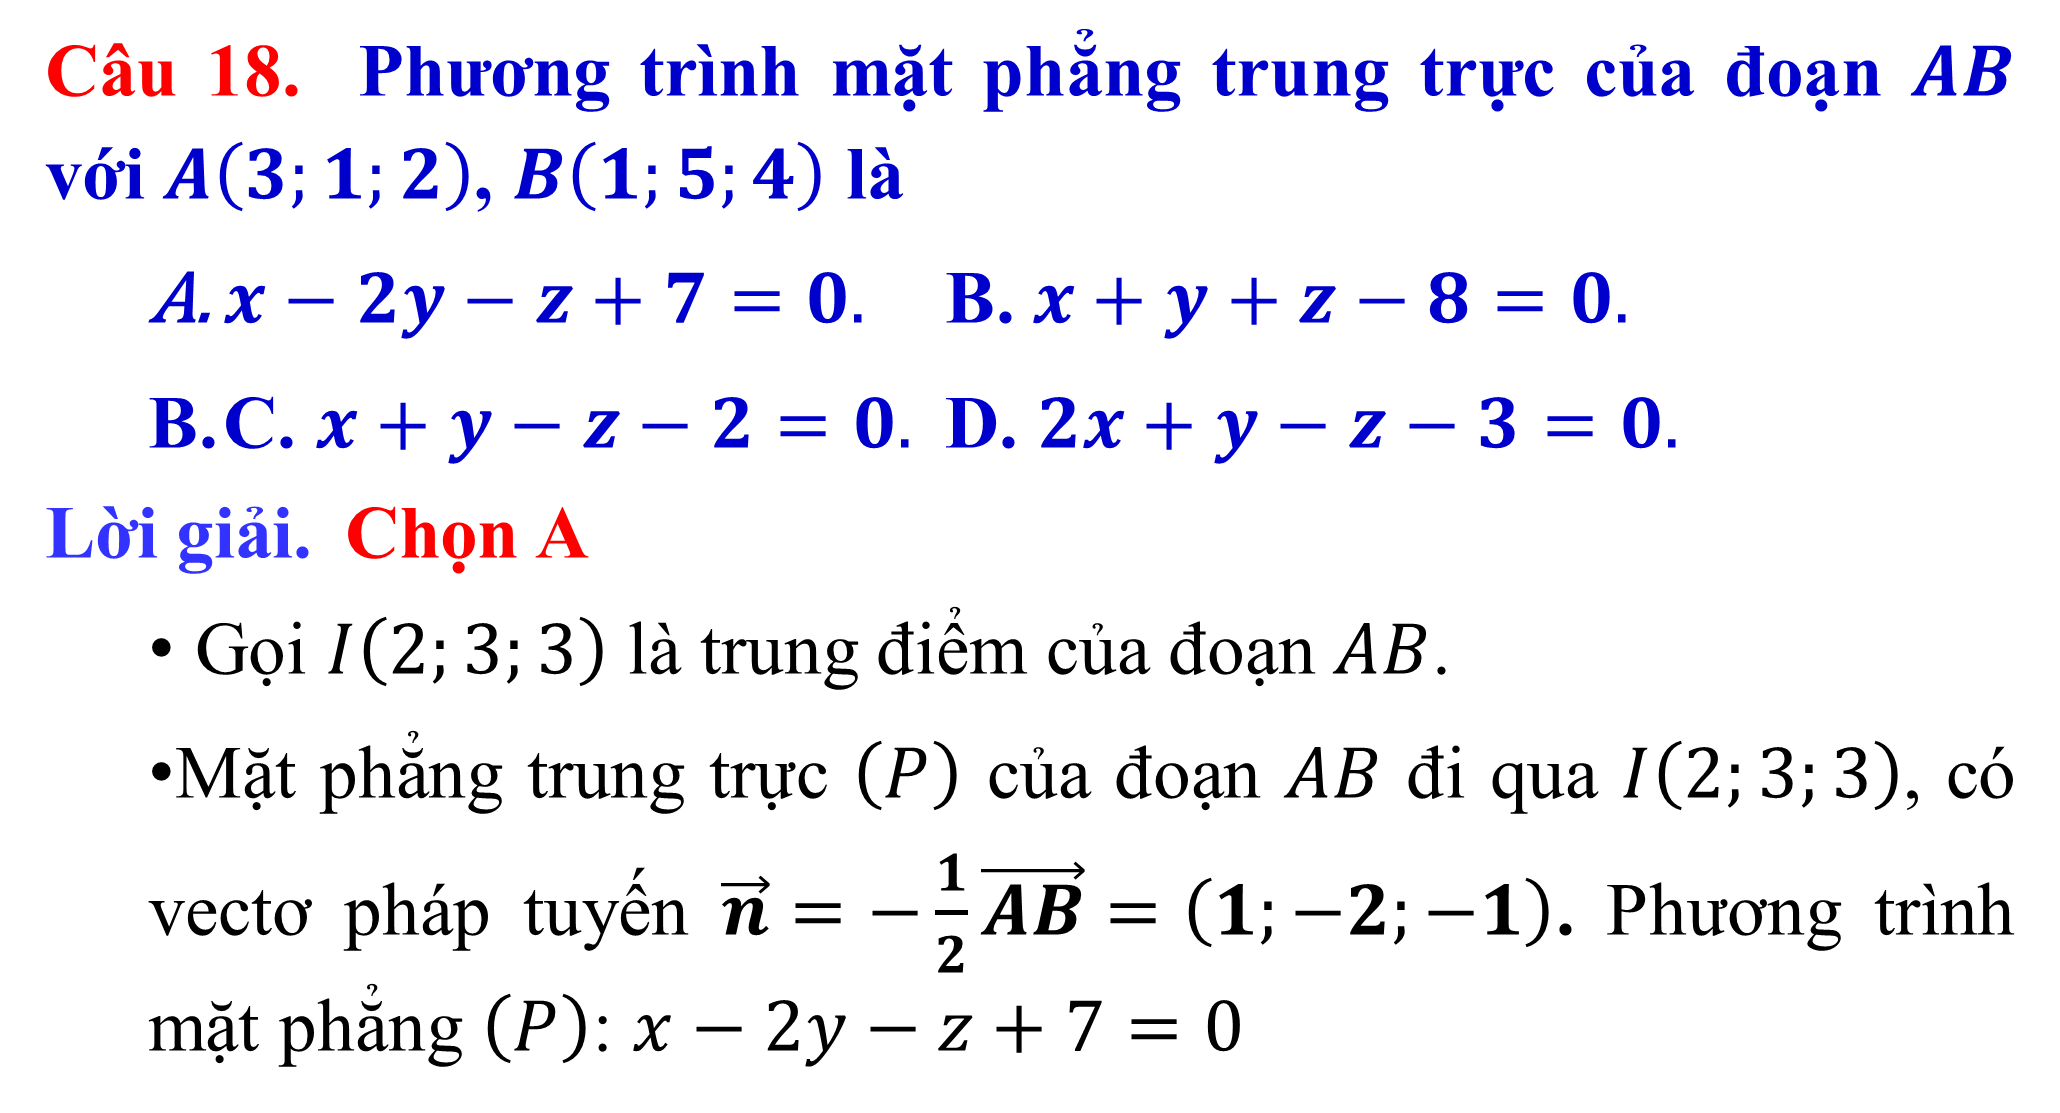 Câu 18. Phương trình mặt phẳng trung trực của đoạn AB
với A(3; 1; 2), B(1; 5; 4) là
A. x − 2y − z + 7 = 0. B. x + y + z − 8 = 0.
B. C. x + y − z − 2 = 0. D. 2x + y − z − 3 = 0.
Lời giải. Chọn A
• Gọi I(2; 3; 3) là trung điểm của đoạn AB.
•Mặt phẳng trung trực (P) của đoạn AB đi qua I(2; 3; 3), có
vectơ pháp tuyến n⃗ = −1/2 A⃗B⃗ = (1; −2; −1). Phương trình
mặt phẳng (P): x − 2y − z + 7 = 0